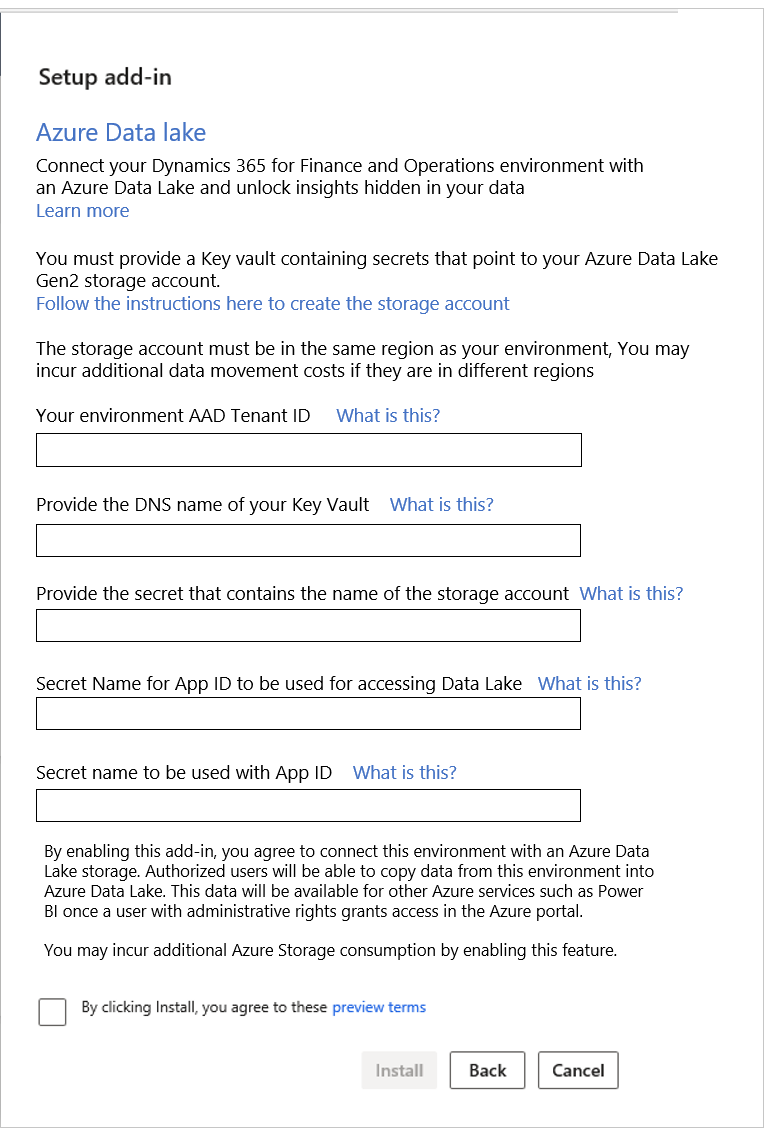 Setup add-in
Azure Data lake
Connect your Dynamics 365 for Finance and Operations environment with
an Azure Data Lake and unlock insights hidden in your data
Learn more
You must provide a Key vault containing secrets that point to your Azure Data Lake
Gen2 storage account.
Follow the instructions here to create the storage account
The storage account must be in the same region as your environment, You may
incur additional data movement costs if they are in different regions
Your environment AAD Tenant ID What is this?
Provide the DNS name of your Key Vault What is this?
Provide the secret that contains the name of the storage account What is this?
Secret Name for App ID to be used for accessing Data Lake What is this?
Secret name to be used with App ID What is this?
By enabling this add-in, you agree to connect this environment with an Azure Data
Lake storage. Authorized users will be able to copy data from this environment into
Azure Data Lake. This data will be available for other Azure services such as Power
BI once a user with administrative rights grants access in the Azure portal.
You may incur additional Azure Storage consumption by enabling this feature.
By clicking Install, you agree to these preview terms
Install Back Cancel